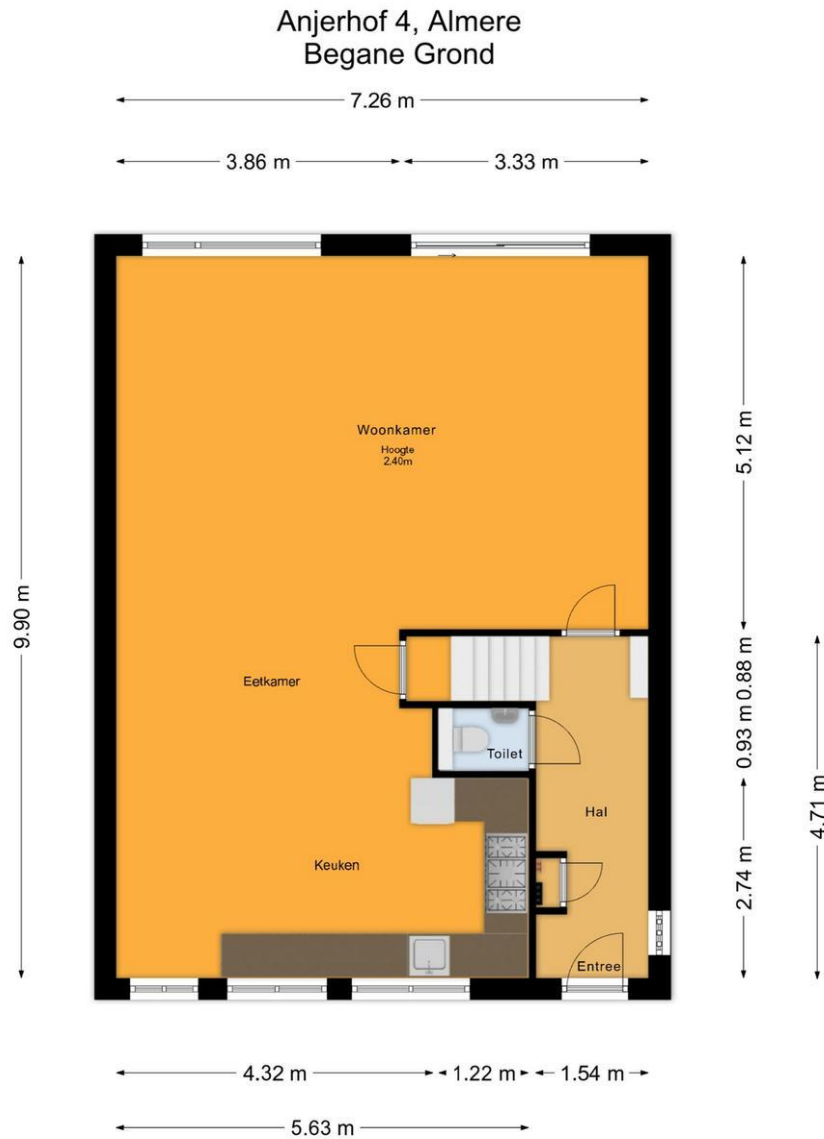 Anjerhof 4, Almere
Begane Grond
7.26 m
3.86 m
3.33 m
Woonkamer
Hoogte
2.40m
5.12 m
9.90 m
Eetkamer
0.88 m
0.93 m
Toilet
4.71 m
Hal
Keuken
2.74 m
Entree
4.32 m
1.22 m
1.54 m
5.63 m